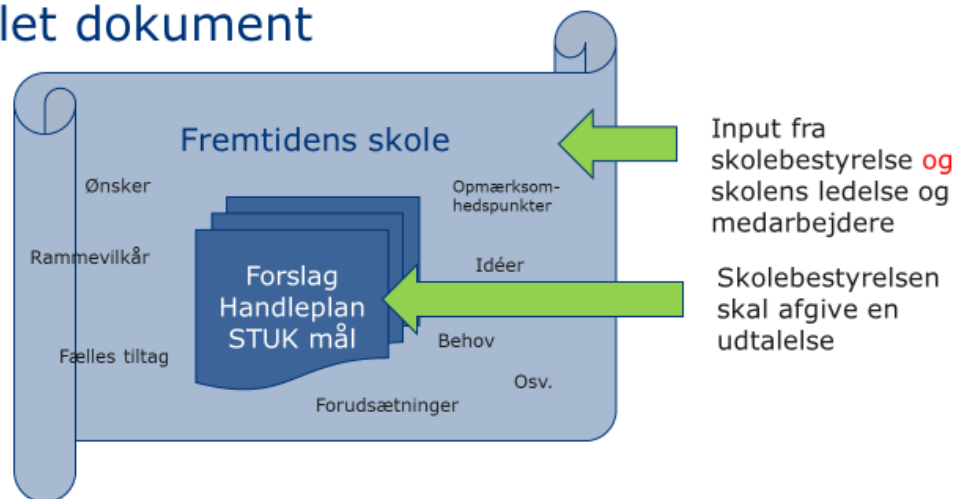 let dokument
Fremtidens skole
Ønsker
Opmærksom-
hedspunkter
Rammevilkår
Idéer
Forslag
Handleplan
STUK mål
Fælles tiltag
Behov
Osv.
Forudsætninger
Input fra
skolebestyrelse og
skolens ledelse og
medarbejdere
Skolebestyrelsen
skal afgive en
udtalelse